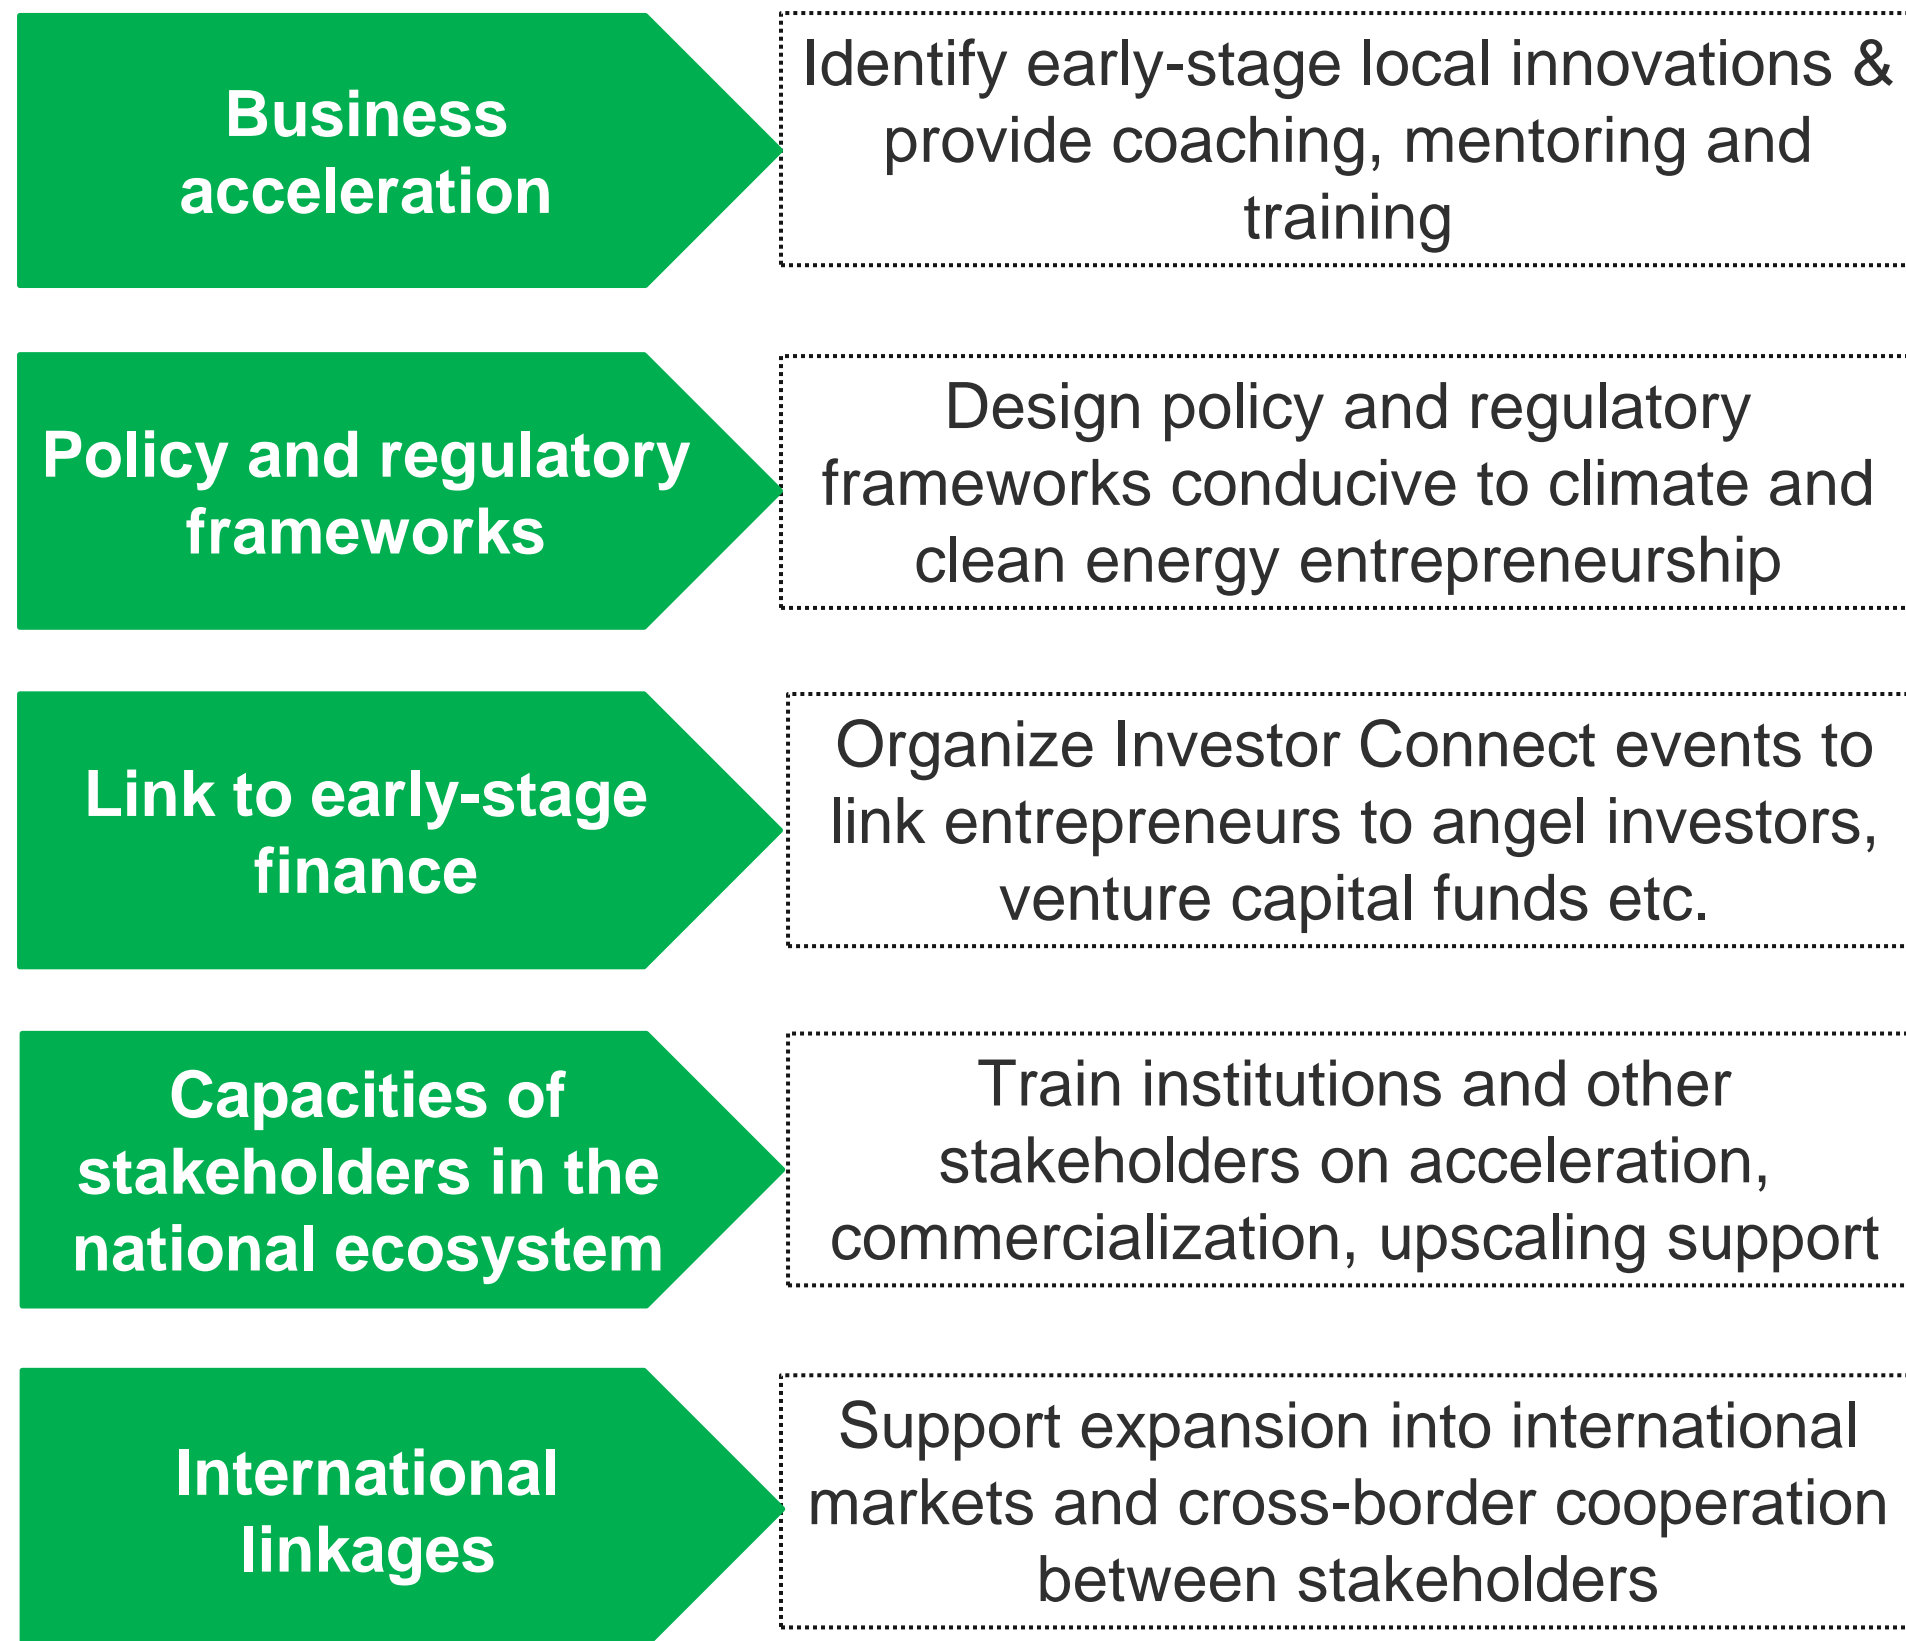 Business
acceleration
Identify early-stage local innovations &
provide coaching, mentoring and
training
Policy and regulatory
frameworks
Design policy and regulatory
frameworks conducive to climate and
clean energy entrepreneurship
Link to early-stage
finance
Organize Investor Connect events to
link entrepreneurs to angel investors,
venture capital funds etc.
Capacities of
stakeholders in the
national ecosystem
Train institutions and other
stakeholders on acceleration,
commercialization, upscaling support
International
linkages
Support expansion into international
markets and cross-border cooperation
between stakeholders